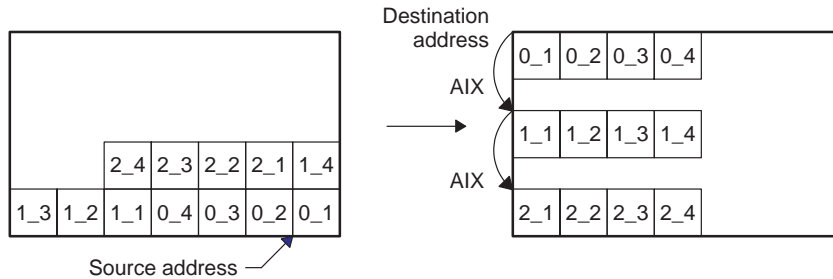 Destination
address
AIX
AIX
2_4 2_3 2_2 2_1 1_4
1_3 1_2 1_1 0_4 0_3 0_2 0_1
Source address
0_1 0_2 0_3 0_4
1_1 1_2 1_3 1_4
2_1 2_2 2_3 2_4